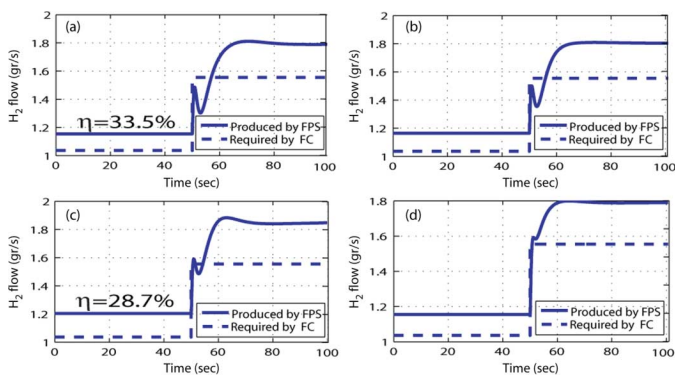 (a)
2
1.8
1.6
1.4
1.2
1
H2 flow (gr/s)
η=33.5%
Produced by FPS
Required by FC
0 20 40 60 80 100
Time (sec)
(b)
2
1.8
1.6
1.4
1.2
1
H2 flow (gr/s)
Produced by FPS
Required by FC
0 20 40 60 80 100
Time (sec)
(c)
2
1.8
1.6
1.4
1.2
1
H2 flow (gr/s)
η=28.7%
Produced by FPS
Required by FC
0 20 40 60 80 100
Time (sec)
(d)
1.8
1.6
1.4
1.2
1
H2 flow (gr/s)
Produced by FPS
Required by FC
0 20 40 60 80 100
Time (sec)